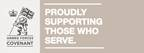 ARMED FORCES
COVENANT
PROUDLY
SUPPORTING
THOSE WHO
SERVE.